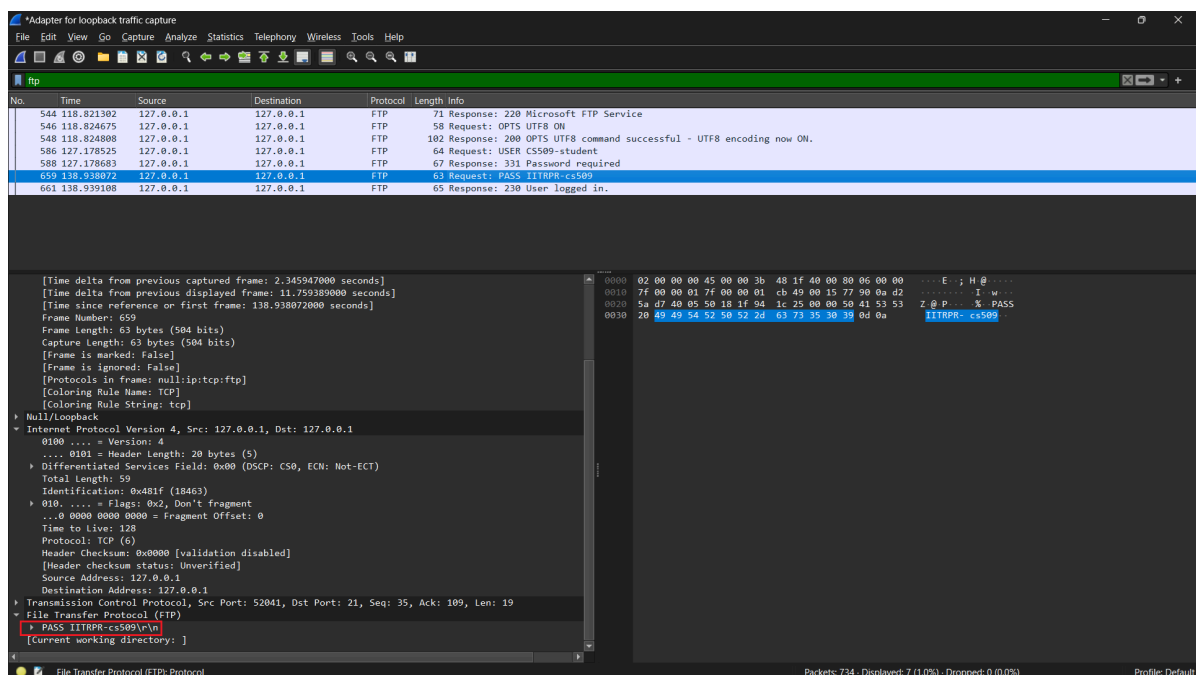 *Adapter for loopback traffic capture
File Edit View Go Capture Analyze Statistics Telephony Wireless Tools Help
ftp
No. Time Source Destination Protocol Length Info
544 118.821302 127.0.0.1 127.0.0.1 FTP 71 Response: 220 Microsoft FTP Service
546 118.824675 127.0.0.1 127.0.0.1 FTP 58 Request: OPTS UTF8 ON
548 118.824808 127.0.0.1 127.0.0.1 FTP 102 Response: 200 OPTS UTF8 command successful - UTF8 encoding now ON.
586 127.178525 127.0.0.1 127.0.0.1 FTP 64 Request: USER CS509-student
588 127.178683 127.0.0.1 127.0.0.1 FTP 67 Response: 331 Password required
659 138.938072 127.0.0.1 127.0.0.1 FTP 63 Request: PASS IITRPR-cs509
661 138.939108 127.0.0.1 127.0.0.1 FTP 65 Response: 230 User logged in.
[Time delta from previous captured frame: 2.345947000 seconds]
[Time delta from previous displayed frame: 11.759389000 seconds]
[Time since reference or first frame: 138.938072000 seconds]
Frame Number: 659
Frame Length: 63 bytes (504 bits)
Capture Length: 63 bytes (504 bits)
[Frame is marked: False]
[Frame is ignored: False]
[Protocols in frame: null:ip:tcp:ftp]
[Coloring Rule Name: TCP]
[Coloring Rule String: tcp]
Null/Loopback
Internet Protocol Version 4, Src: 127.0.0.1, Dst: 127.0.0.1
0100 .... = Version: 4
.... 0101 = Header Length: 20 bytes (5)
Differentiated Services Field: 0x00 (DSCP: CS0, ECN: Not-ECT)
Total Length: 59
Identification: 0x481f (18463)
010. .... = Flags: 0x2, Don't fragment
...0 0000 0000 0000 = Fragment Offset: 0
Time to Live: 128
Protocol: TCP (6)
Header Checksum: 0x0000 [validation disabled]
[Header checksum status: Unverified]
Source Address: 127.0.0.1
Destination Address: 127.0.0.1
Transmission Control Protocol, Src Port: 52041, Dst Port: 21, Seq: 35, Ack: 109, Len: 19
File Transfer Protocol (FTP)
PASS IITRPR-cs509\r\n
[Current working directory: ]
0000 02 00 00 00 45 00 00 3b 48 1f 40 00 80 06 00 00 ····E··; H·@·····
0010 7f 00 00 01 7f 00 00 01 cb 49 00 15 77 90 0a d2 ········ ·I··w···
0020 5a d7 40 05 50 18 1f 94 1c 25 00 00 50 41 53 53 Z·@·P··· ·%··PASS
0030 20 49 49 54 52 50 52 2d 63 73 35 30 39 0d 0a IITRPR- cs509··
File Transfer Protocol (FTP): Protocol
Packets: 734 · Displayed: 7 (1.0%) · Dropped: 0 (0.0%)
Profile: Default